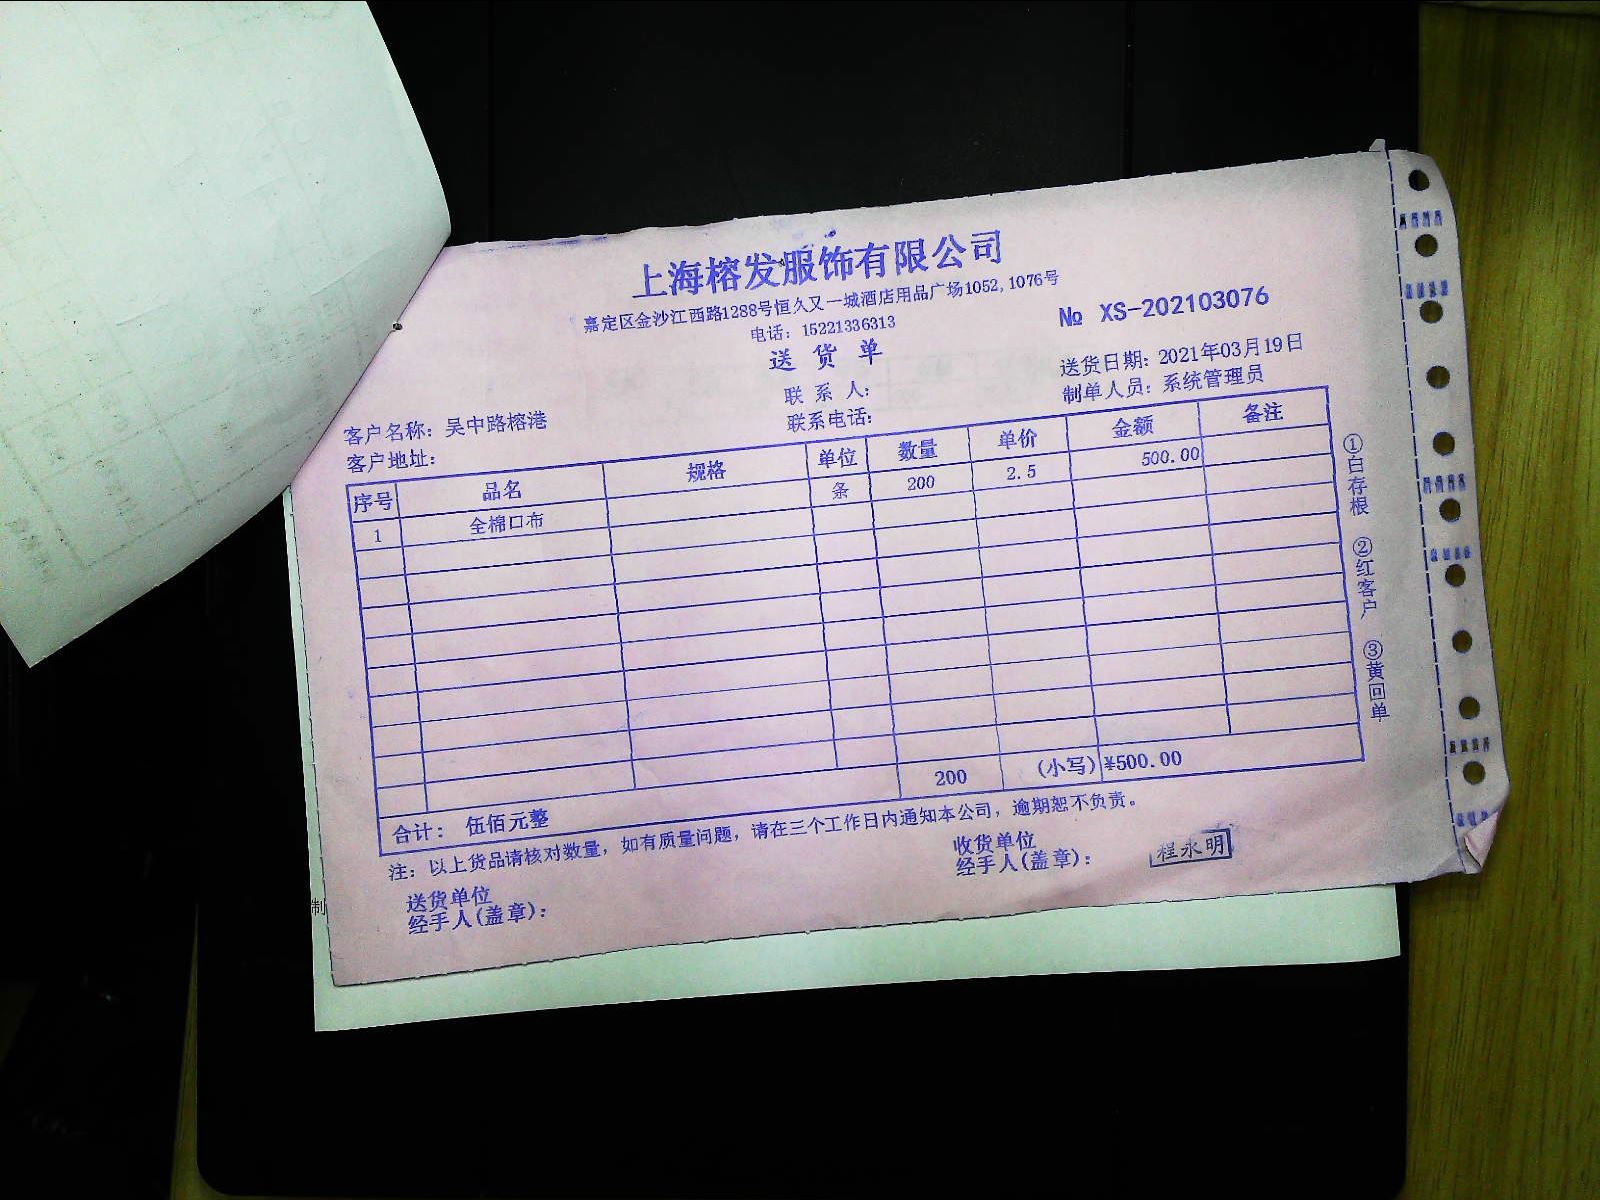 上海榕发服饰有限公司
嘉定区金沙江西路1288号恒久又一城酒店用品广场1052,1076号
电话：15221336313
№ XS-202103076
送货单
送货日期：2021年03月19日
联系人：
制单人员：系统管理员
客户名称：吴中路榕港
联系电话：
客户地址：
序号 品名 规格 单位 数量 单价 金额 备注
1 全棉口布 条 200 2.5 500.00
合计： 伍佰元整 200 (小写) ¥500.00
注：以上货品请核对数量，如有质量问题，请在三个工作日内通知本公司，逾期恕不负责。
送货单位
经手人(盖章)：
收货单位
经手人(盖章)：
程永明
①白存根 ②红客户 ③黄回单
制